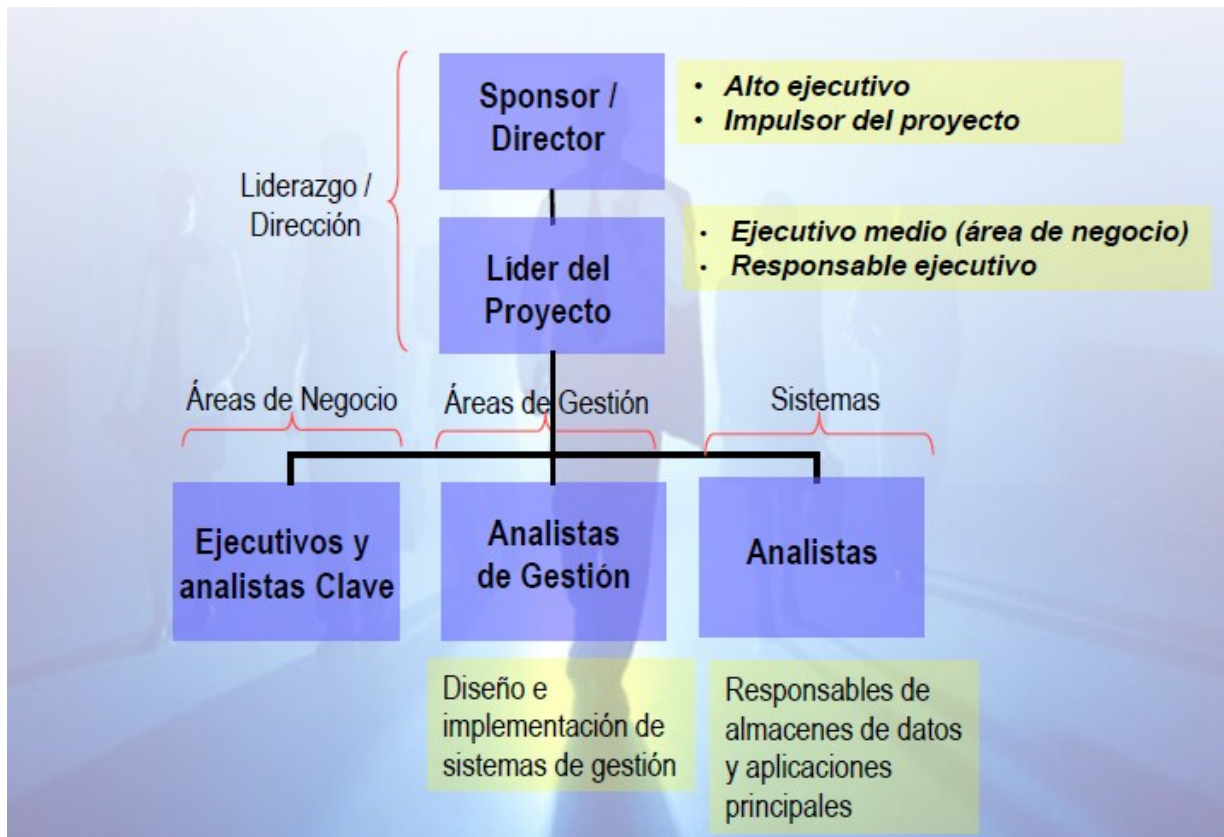 Sponsor /
Director
• Alto ejecutivo
• Impulsor del proyecto
Liderazgo /
Dirección
Líder del
Proyecto
• Ejecutivo medio (área de negocio)
• Responsable ejecutivo
Áreas de Negocio
Áreas de Gestión
Sistemas
Ejecutivos y
analistas Clave
Analistas
de Gestión
Analistas
Diseño e
implementación de
sistemas de gestión
Responsables de
almacenes de datos
y aplicaciones
principales